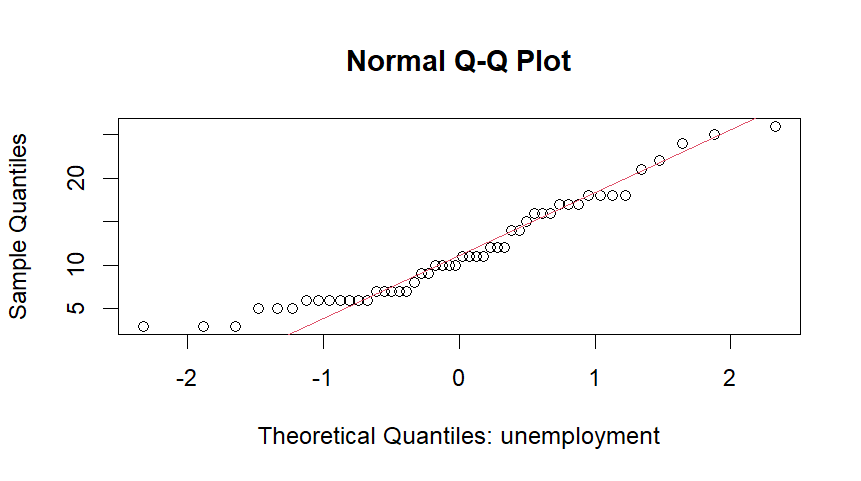 Normal Q-Q Plot
Sample Quantiles
20
10
5
-2 -1 0 1 2
Theoretical Quantiles: unemployment